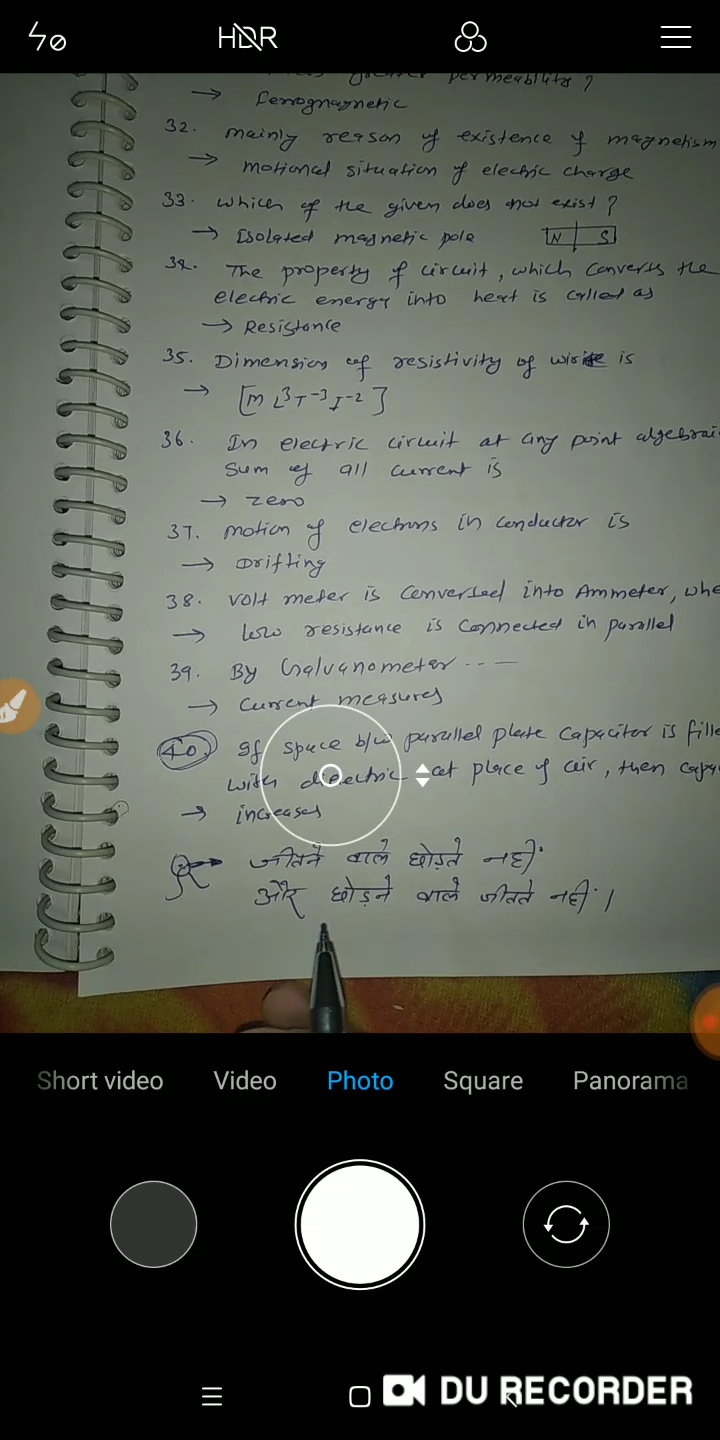 HDR
permeability?
→ ferromagnetic
32. mainly reason of existence of magnetism
→ motional situation of electric charge
33. which of the given does not exist?
→ Isolated magnetic pole N S
34. The property of circuit, which converts the
electric energy into heat is called as
→ Resistance
35. Dimension of resistivity of wire is
→ [M L³ T⁻³ I⁻²]
36. In electric circuit at any point algebrai
sum of all current is
→ zero
37. motion of electrons in conductor is
→ Drifting
38. volt meter is converted into Ammeter, whe
→ low resistance is connected in parallel
39. By Galvanometer ---
→ Current measures
40. If space b/w parallel plate capacitor is fille
with dielectric at place of air, then capa
→ increases
जीतने वाले छोड़ते नहीं
और छोड़ने वाले जीतते नहीं।
Short video Video Photo Square Panorama
DU RECORDER